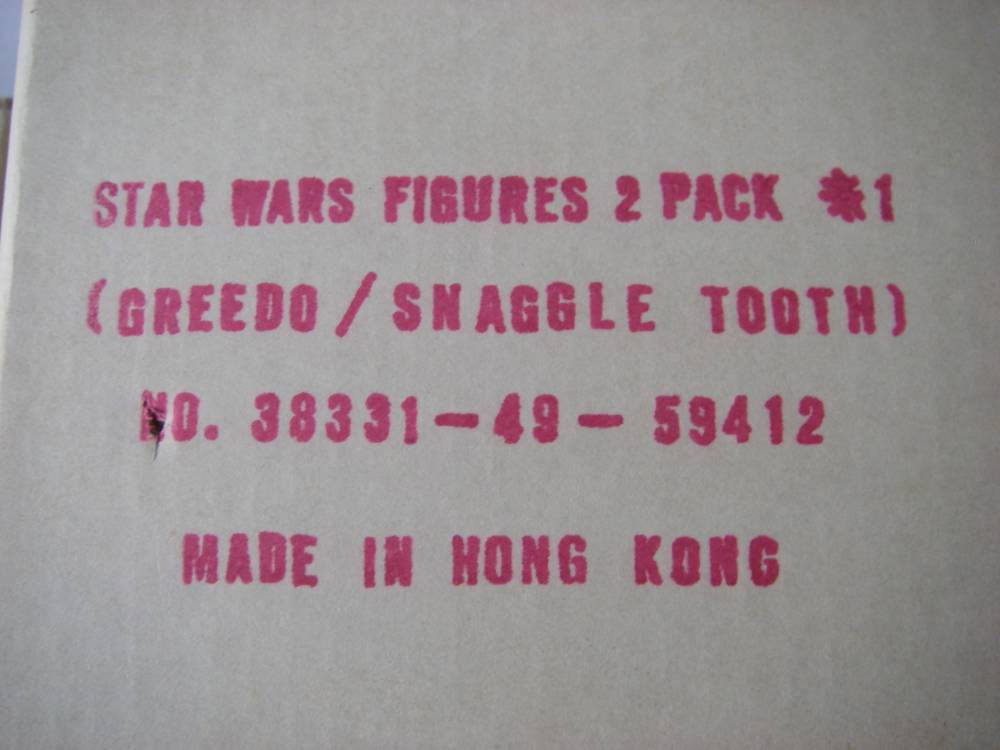 STAR WARS FIGURES 2 PACK #1
(GREEDO/SNAGGLE TOOTH)
NO. 38331-49-59412
MADE IN HONG KONG